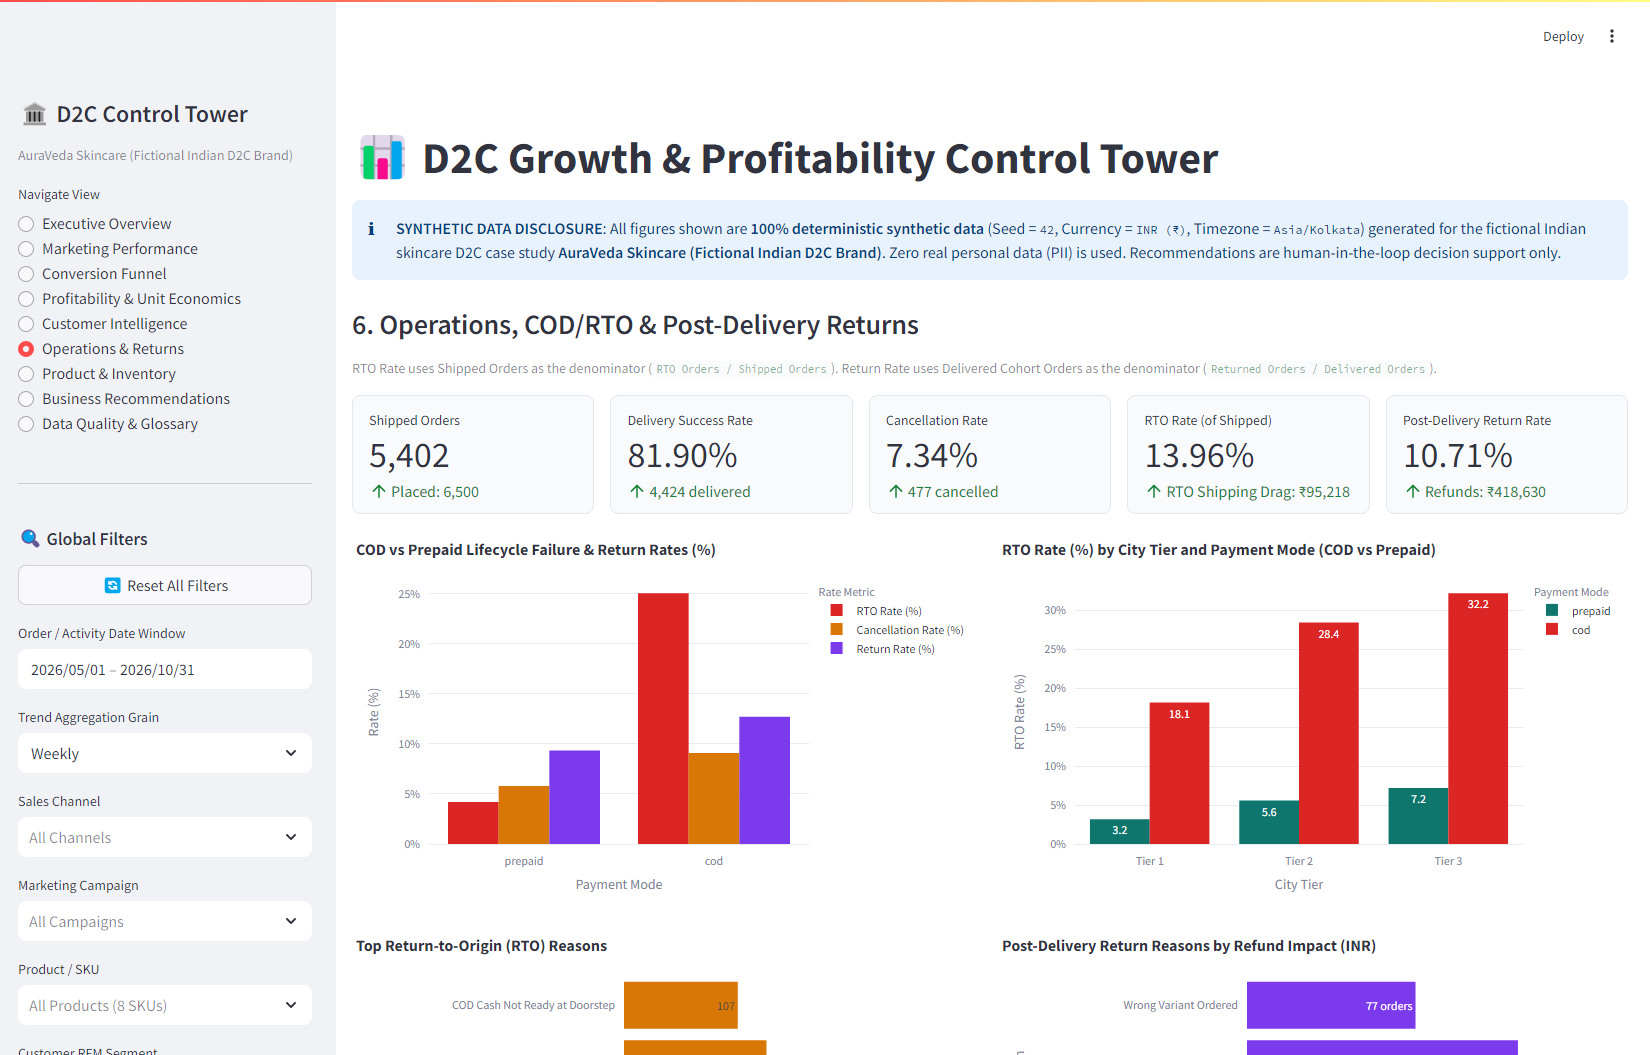 Deploy
D2C Control Tower
AuraVeda Skincare (Fictional Indian D2C Brand)
Navigate View
Executive Overview
Marketing Performance
Conversion Funnel
Profitability & Unit Economics
Customer Intelligence
Operations & Returns
Product & Inventory
Business Recommendations
Data Quality & Glossary
Global Filters
Reset All Filters
Order / Activity Date Window
2026/05/01 – 2026/10/31
Trend Aggregation Grain
Weekly
Sales Channel
All Channels
Marketing Campaign
All Campaigns
Product / SKU
All Products (8 SKUs)
Customer RFM Segment
D2C Growth & Profitability Control Tower
SYNTHETIC DATA DISCLOSURE: All figures shown are 100% deterministic synthetic data (Seed = 42, Currency = INR (₹), Timezone = Asia/Kolkata) generated for the fictional Indian
skincare D2C case study AuraVeda Skincare (Fictional Indian D2C Brand). Zero real personal data (PII) is used. Recommendations are human-in-the-loop decision support only.
6. Operations, COD/RTO & Post-Delivery Returns
RTO Rate uses Shipped Orders as the denominator ( RTO Orders / Shipped Orders ). Return Rate uses Delivered Cohort Orders as the denominator ( Returned Orders / Delivered Orders ).
Shipped Orders
5,402
↑ Placed: 6,500
Delivery Success Rate
81.90%
↑ 4,424 delivered
Cancellation Rate
7.34%
↑ 477 cancelled
RTO Rate (of Shipped)
13.96%
↑ RTO Shipping Drag: ₹95,218
Post-Delivery Return Rate
10.71%
↑ Refunds: ₹418,630
COD vs Prepaid Lifecycle Failure & Return Rates (%)
Rate Metric
RTO Rate (%)
Cancellation Rate (%)
Return Rate (%)
25%
20%
15%
10%
5%
0%
Rate (%)
prepaid
cod
Payment Mode
RTO Rate (%) by City Tier and Payment Mode (COD vs Prepaid)
Payment Mode
prepaid
cod
30%
25%
20%
15%
10%
5%
0%
RTO Rate (%)
3.2
18.1
5.6
28.4
7.2
32.2
Tier 1
Tier 2
Tier 3
City Tier
Top Return-to-Origin (RTO) Reasons
COD Cash Not Ready at Doorstep
107
Post-Delivery Return Reasons by Refund Impact (INR)
Wrong Variant Ordered
77 orders